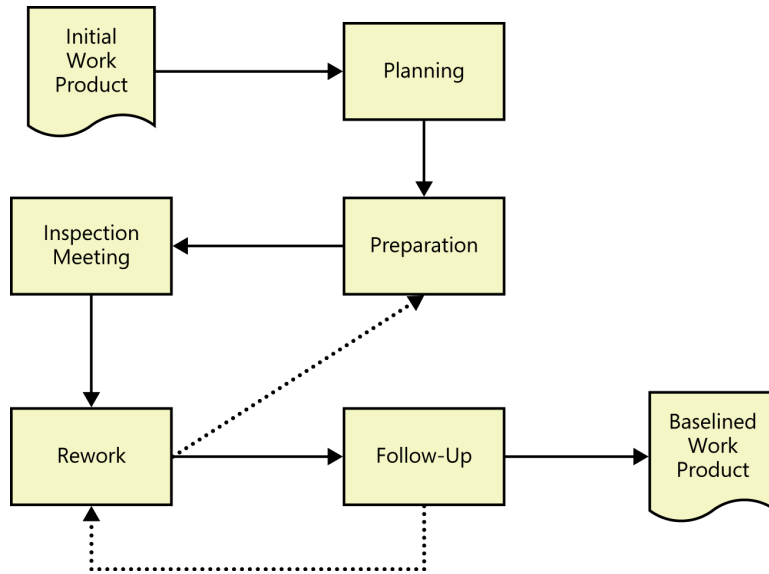 Initial
Work
Product
Planning
Inspection
Meeting
Preparation
Rework
Follow-Up
Baselined
Work
Product